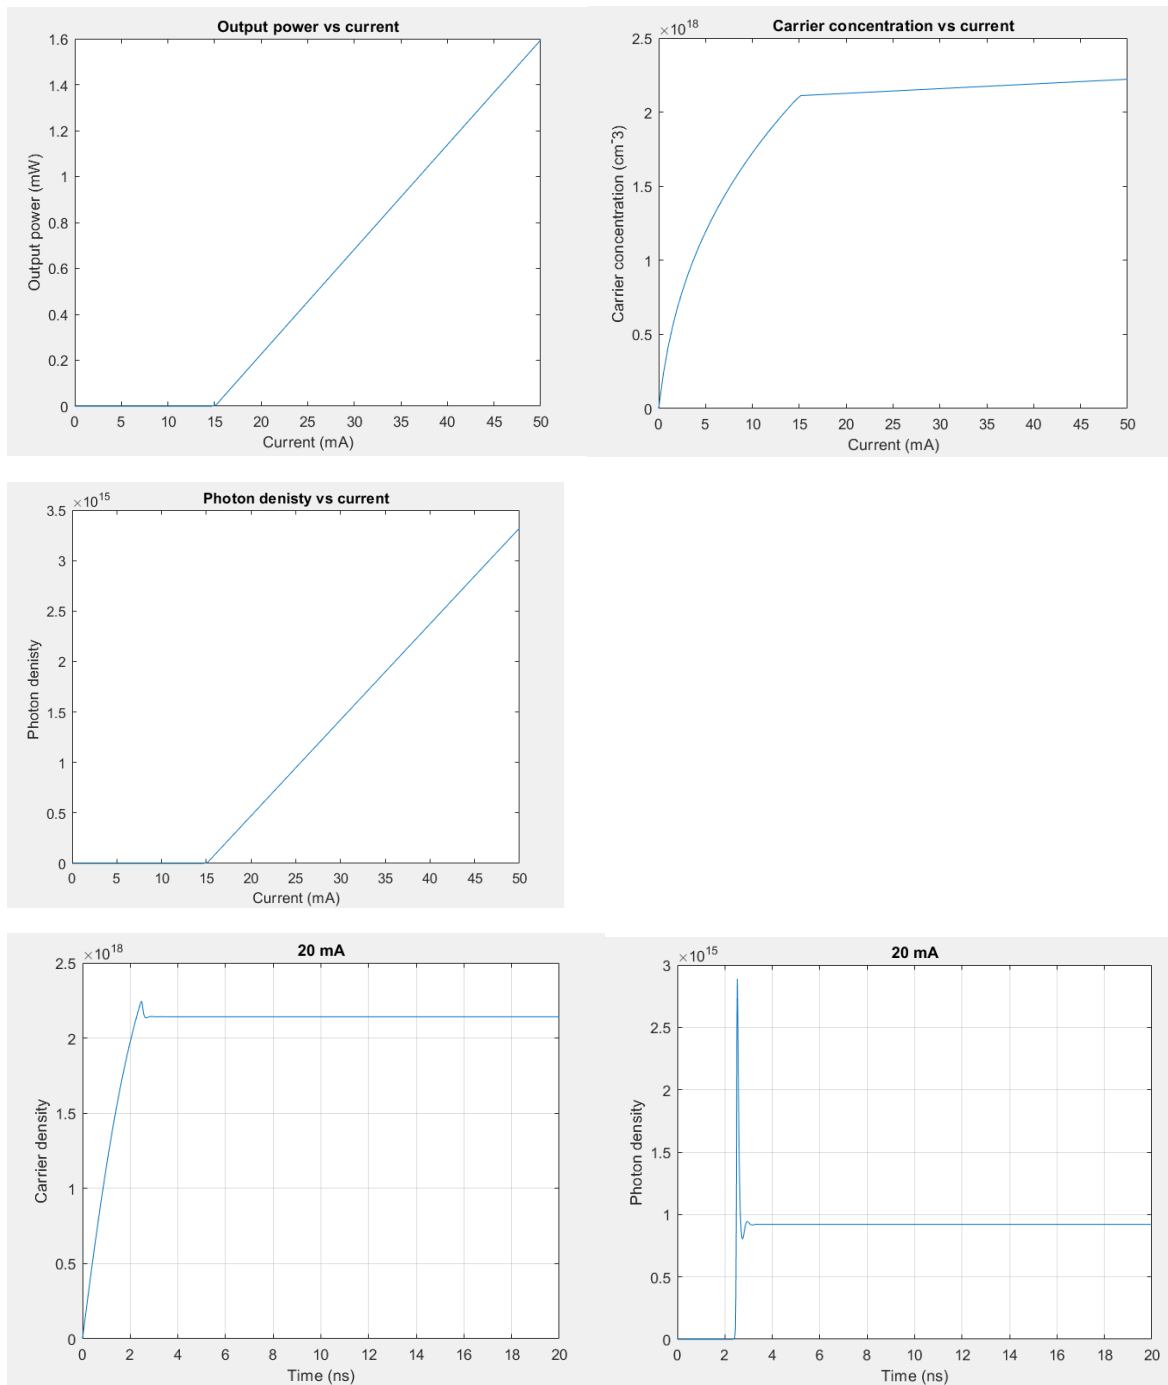 Output power vs current
1.6
1.4
1.2
1
0.8
0.6
0.4
0.2
0
0 5 10 15 20 25 30 35 40 45 50
Output power (mW)
Current (mA)
Carrier concentration vs current
×10^18
2.5
2
1.5
1
0.5
0
0 5 10 15 20 25 30 35 40 45 50
Carrier concentration (cm^-3)
Current (mA)
Photon denisty vs current
×10^15
3.5
3
2.5
2
1.5
1
0.5
0
0 5 10 15 20 25 30 35 40 45 50
Photon denisty
Current (mA)
20 mA
×10^18
2.5
2
1.5
1
0.5
0
0 2 4 6 8 10 12 14 16 18 20
Carrier density
Time (ns)
20 mA
×10^15
3
2.5
2
1.5
1
0.5
0
0 2 4 6 8 10 12 14 16 18 20
Photon density
Time (ns)